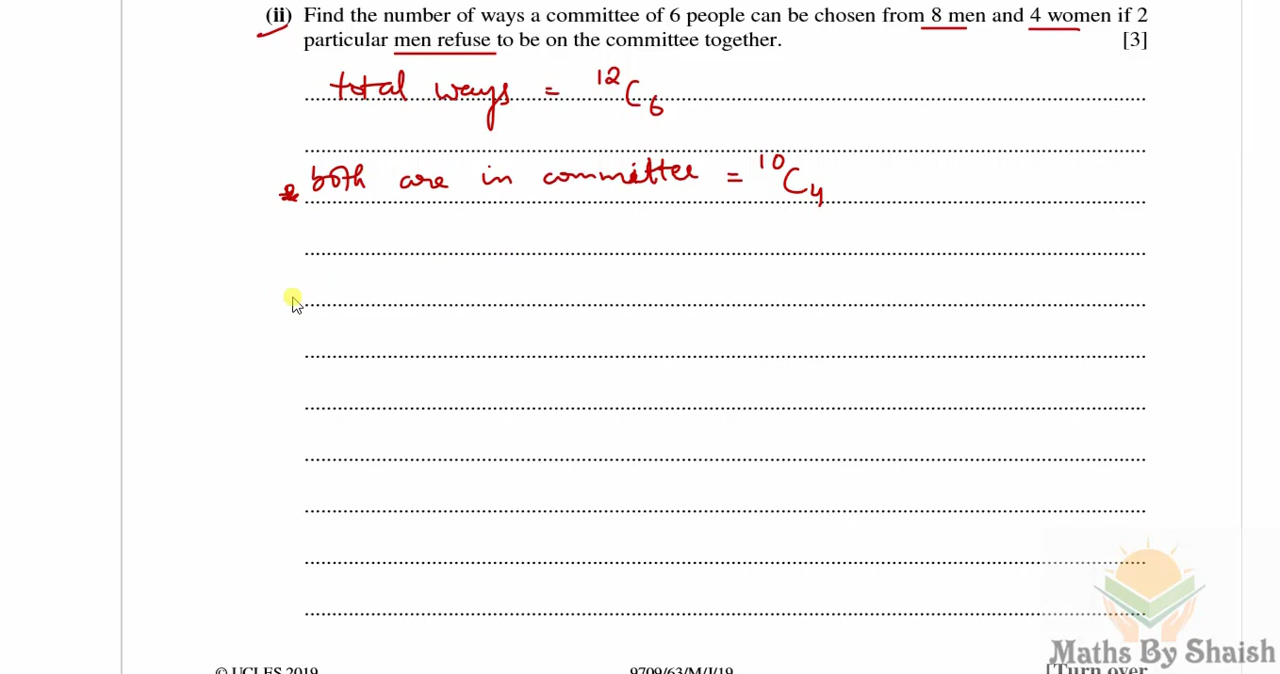 (ii) Find the number of ways a committee of 6 people can be chosen from 8 men and 4 women if 2
particular men refuse to be on the committee together. [3]
total ways = ¹²C₆
both are in committee = ¹⁰C₄
© UCLES 2019 9709/63/M/J/19 [Turn over
Maths By Shaish